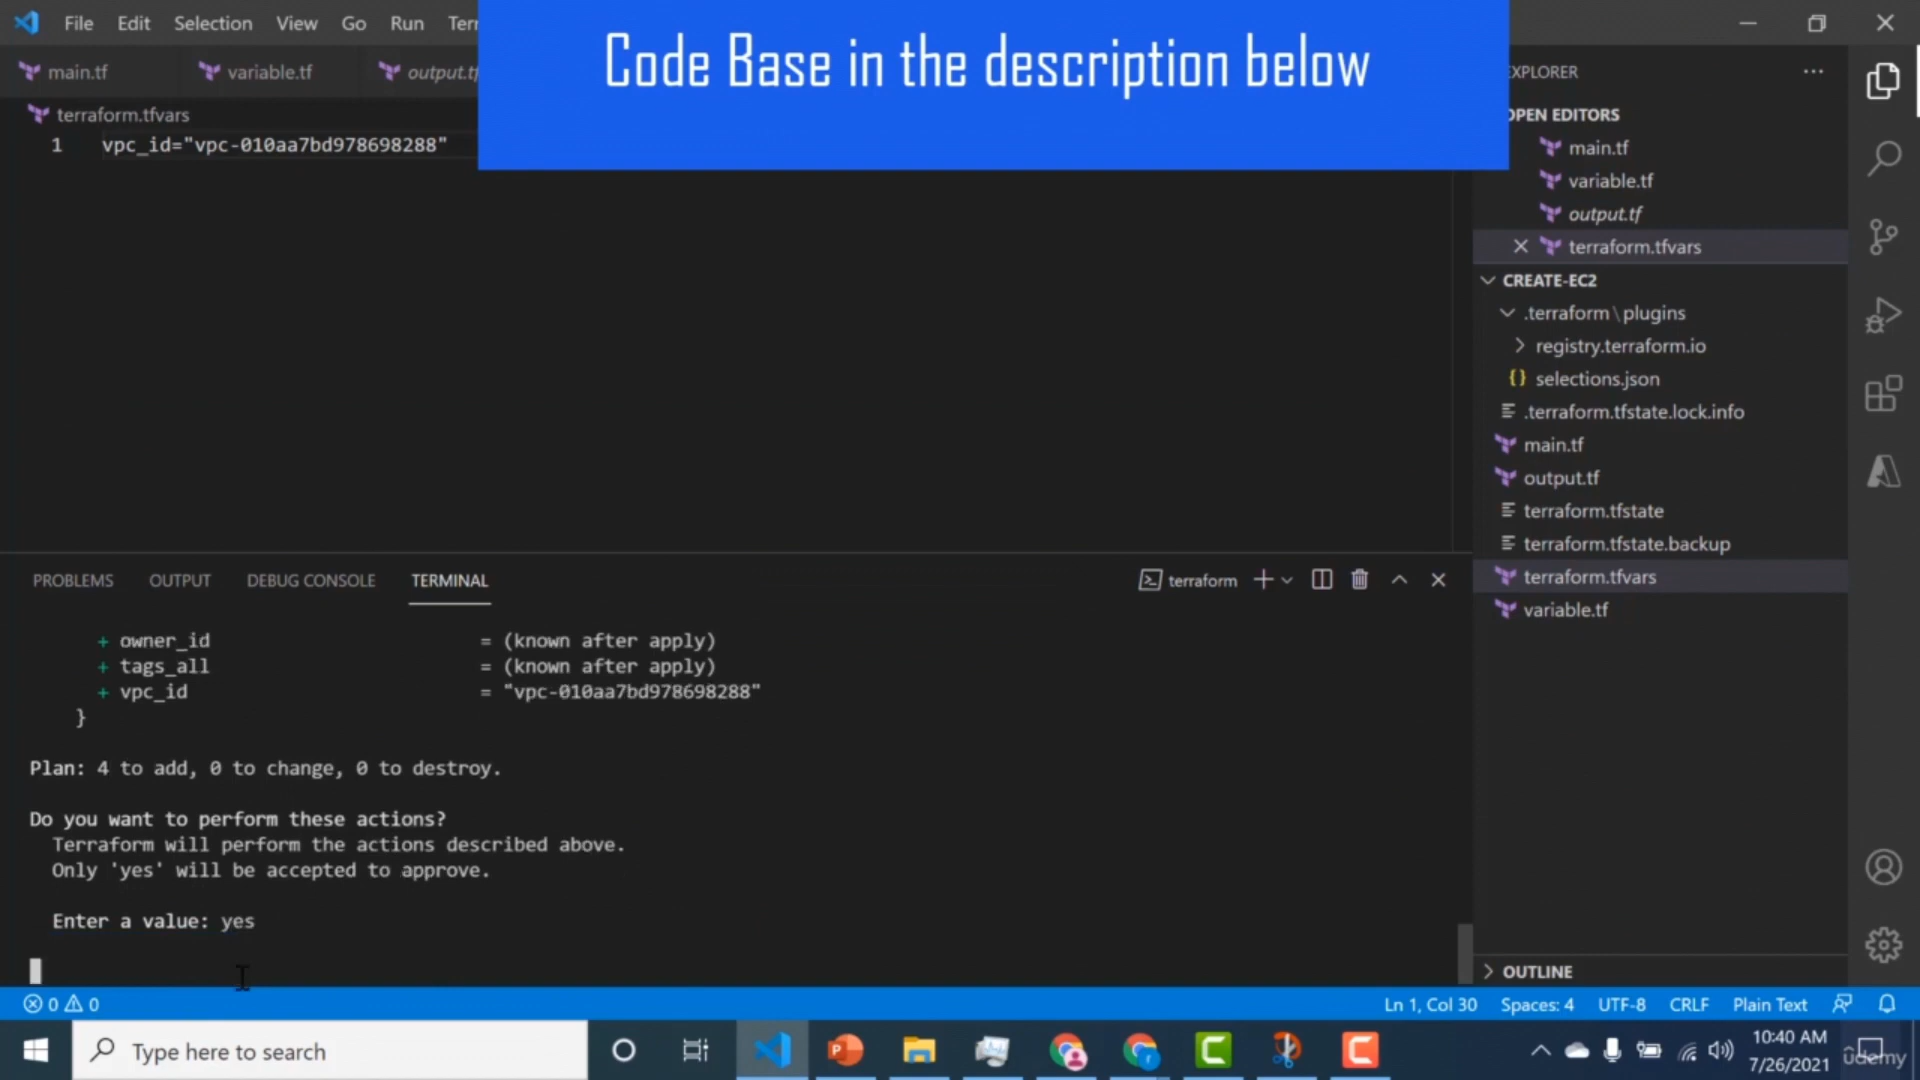 File Edit Selection View Go Run Ter
Code Base in the description below
main.tf variable.tf output.tf
terraform.tfvars
1 vpc_id="vpc-010aa7bd978698288"
EXPLORER
OPEN EDITORS
main.tf
variable.tf
output.tf
terraform.tfvars
CREATE-EC2
.terraform\plugins
registry.terraform.io
{} selections.json
.terraform.tfstate.lock.info
main.tf
output.tf
terraform.tfstate
terraform.tfstate.backup
terraform.tfvars
variable.tf
OUTLINE
PROBLEMS OUTPUT DEBUG CONSOLE TERMINAL terraform
+ owner_id = (known after apply)
+ tags_all = (known after apply)
+ vpc_id = "vpc-010aa7bd978698288"
}
Plan: 4 to add, 0 to change, 0 to destroy.
Do you want to perform these actions?
Terraform will perform the actions described above.
Only 'yes' will be accepted to approve.
Enter a value: yes
0 0 Ln 1, Col 30 Spaces: 4 UTF-8 CRLF Plain Text
Type here to search
10:40 AM
7/26/2021
ûdemy